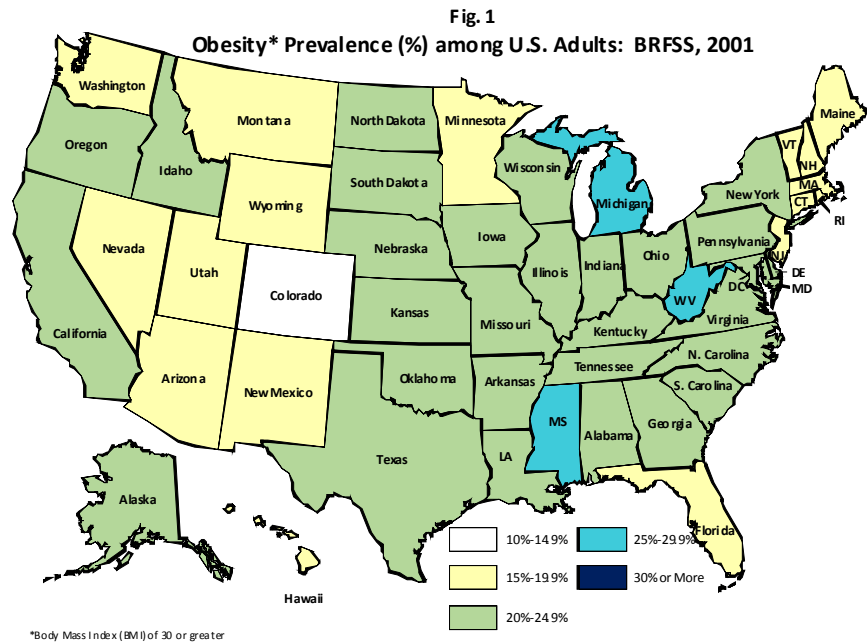 Fig. 1
Obesity* Prevalence (%) among U.S. Adults: BRFSS, 2001
Washington
Montana
North Dakota
Minnesota
Maine
Oregon
Idaho
Wyoming
South Dakota
Wisconsin
Michigan
VT
NH
New York
MA
CT
RI
Nevada
Utah
Colorado
Nebraska
Iowa
Illinois
Indiana
Ohio
Pennsylvania
NJ
DE
MD
DC
California
Kansas
Missouri
Kentucky
WV
Virginia
Arizona
New Mexico
Oklahoma
Arkansas
Tennessee
N. Carolina
S. Carolina
Texas
LA
MS
Alabama
Georgia
Florida
Alaska
Hawaii
10%-14.9%
25%-29.9%
15%-19.9%
30% or More
20%-24.9%
*Body Mass Index (BMI) of 30 or greater